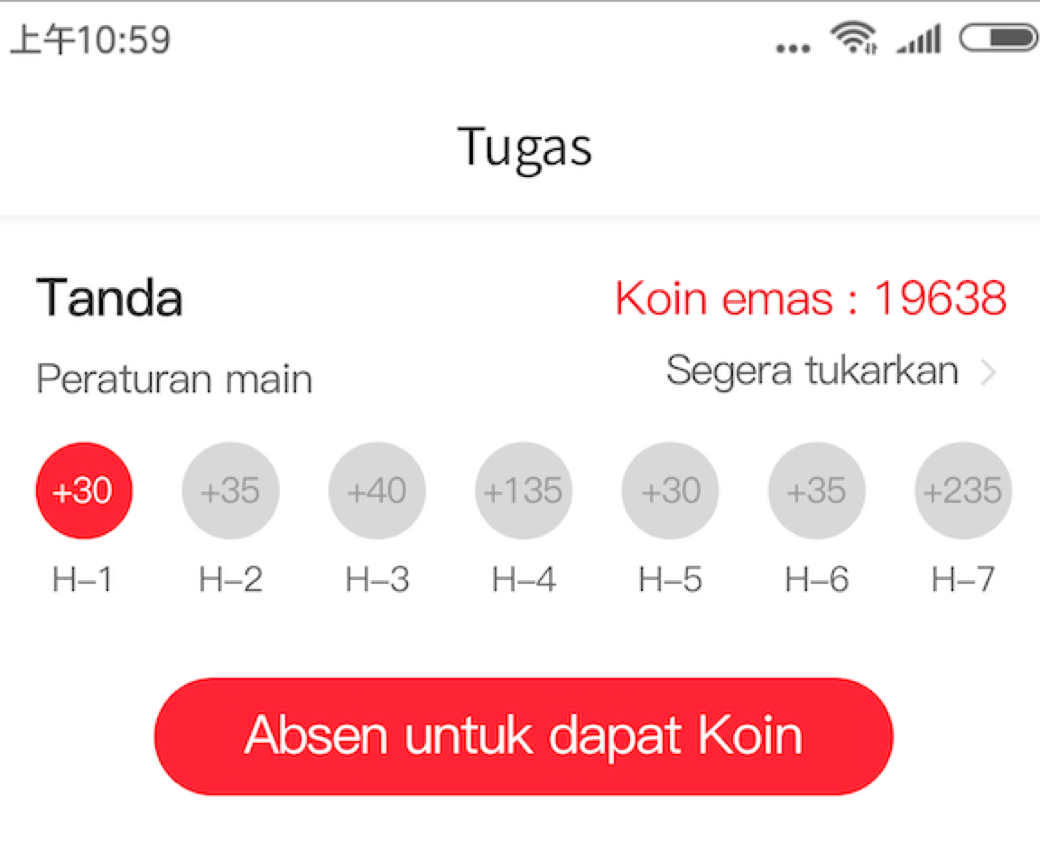 上午10:59
Tugas
Tanda
Koin emas : 19638
Peraturan main
Segera tukarkan
+30 +35 +40 +135 +30 +35 +235
H–1 H–2 H–3 H–4 H–5 H–6 H–7
Absen untuk dapat Koin